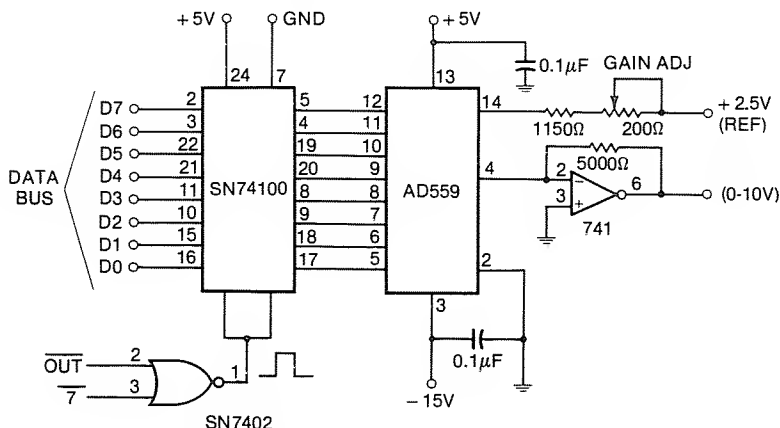 +5V
GND
+5V
24
7
13
0.1μF
GAIN ADJ
14
+ 2.5V
(REF)
1150Ω
200Ω
5000Ω
DATA
BUS
D7
2
5
12
D6
3
4
11
D5
22
19
10
D4
21
20
9
D3
11
8
8
D2
10
9
7
D1
15
18
6
D0
16
17
5
SN74100
AD559
4
2
-
3
+
6
741
(0-10V)
2
3
0.1μF
-15V
OUT
2
7
3
1
SN7402